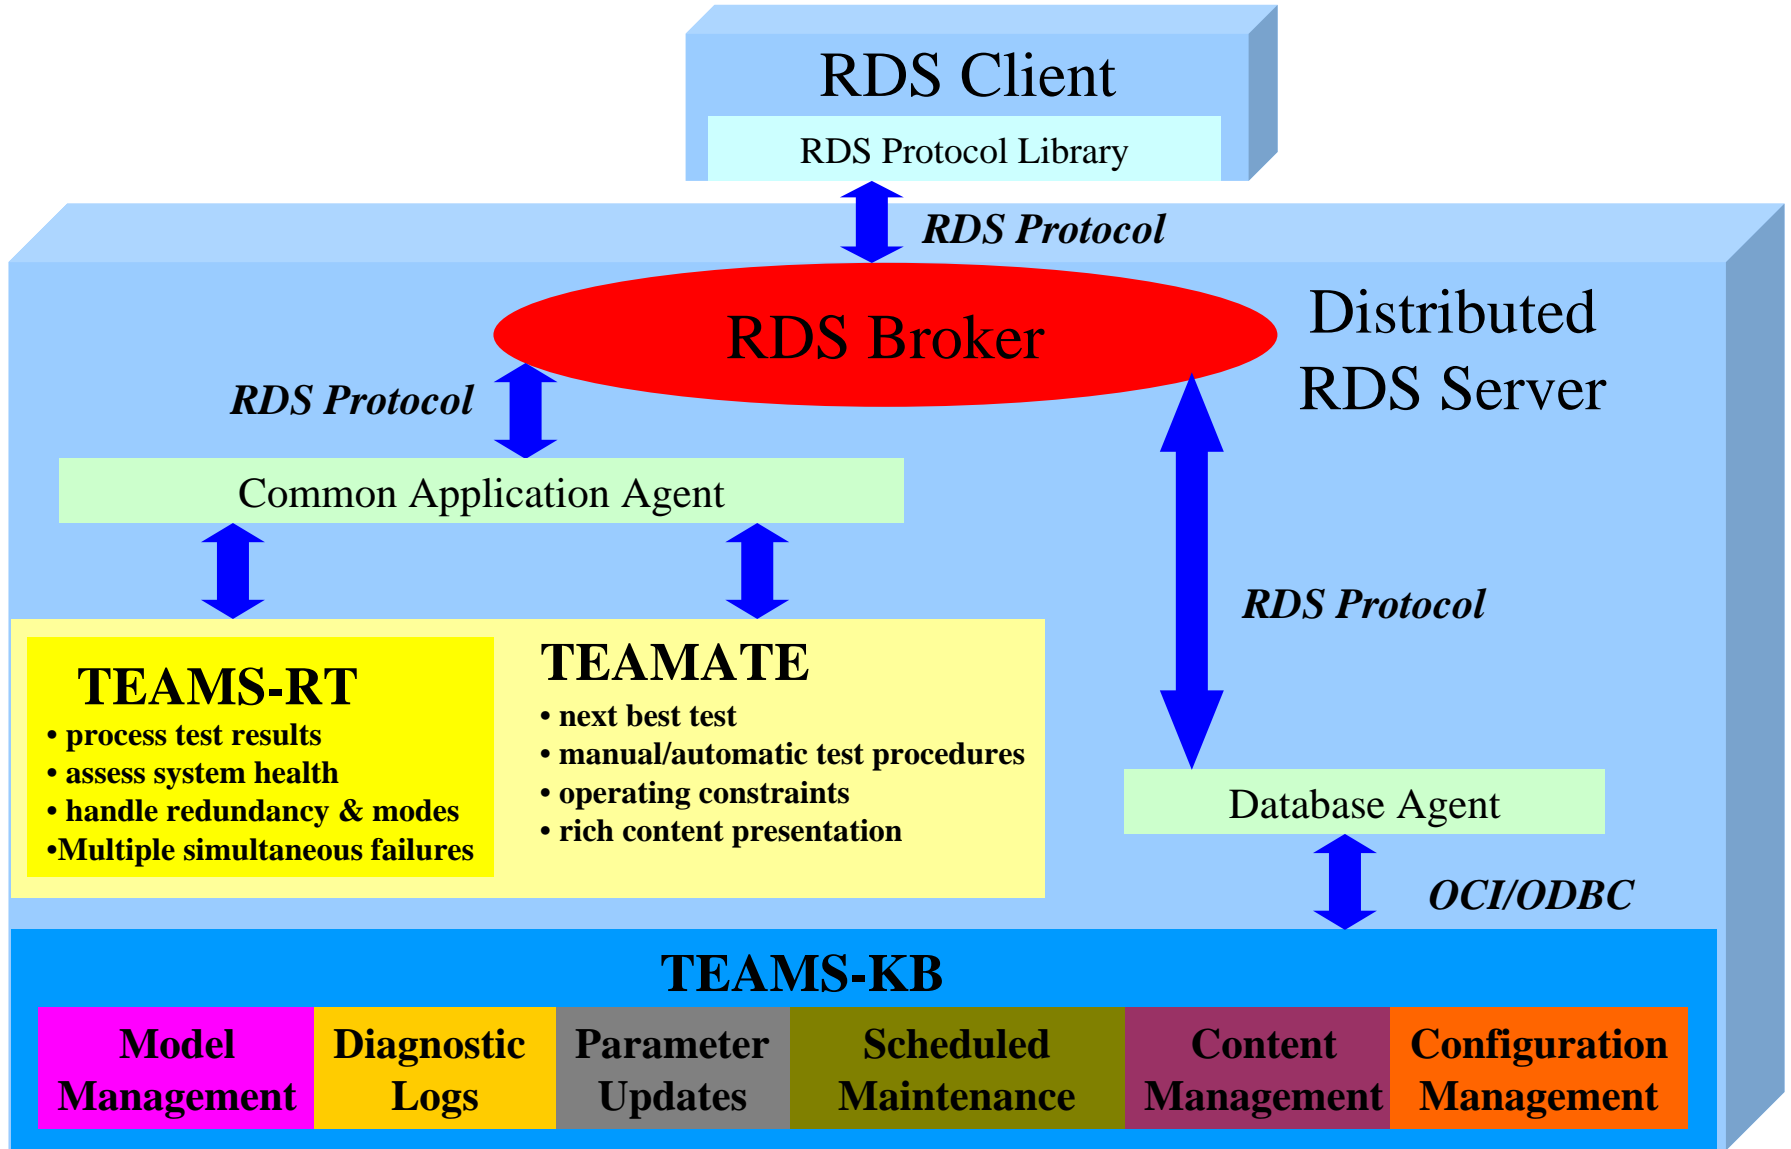 RDS Client
RDS Protocol Library
RDS Protocol
RDS Broker
Distributed
RDS Server
RDS Protocol
Common Application Agent
RDS Protocol
TEAMS-RT
• process test results
• assess system health
• handle redundancy & modes
•Multiple simultaneous failures
TEAMATE
• next best test
• manual/automatic test procedures
• operating constraints
• rich content presentation
Database Agent
OCI/ODBC
TEAMS-KB
Model
Management
Diagnostic
Logs
Parameter
Updates
Scheduled
Maintenance
Content
Management
Configuration
Management